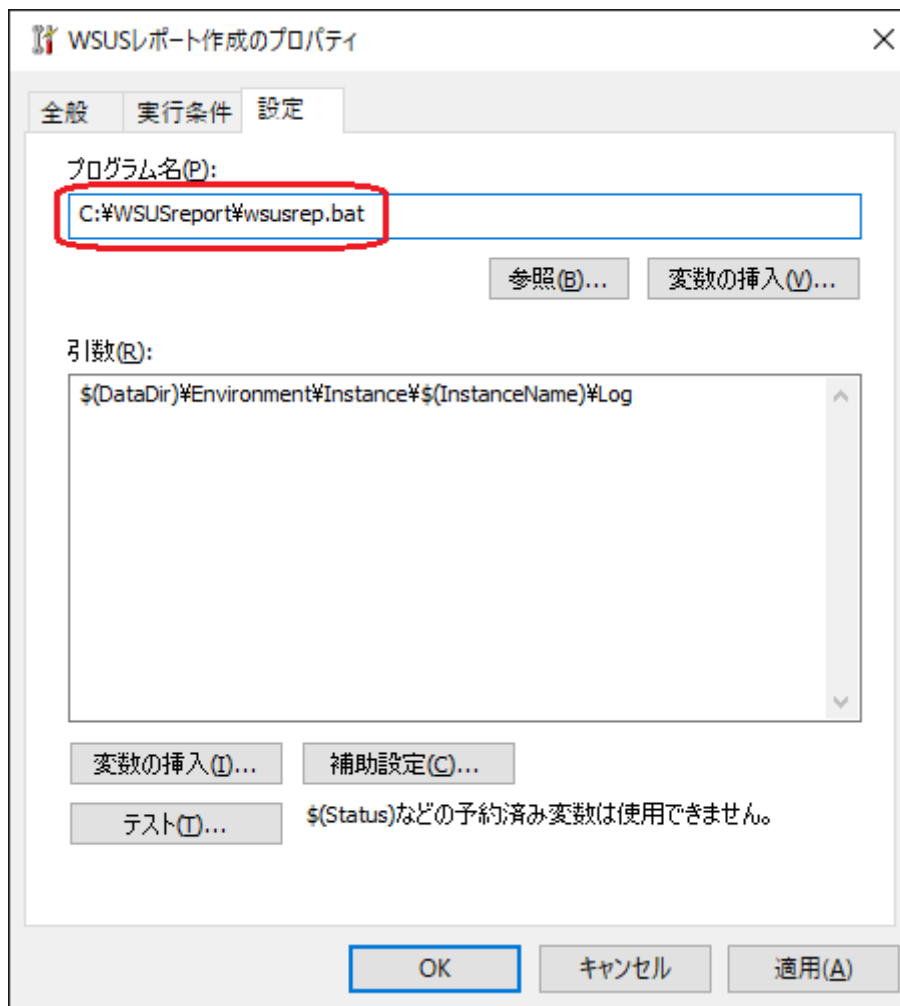 WSUSレポート作成のプロパティ
全般 実行条件 設定
プログラム名(P):
C:¥WSUSreport¥wsusrep.bat
参照(B)... 変数の挿入(V)...
引数(R):
$(DataDir)¥Environment¥Instance¥$(InstanceName)¥Log
変数の挿入(I)... 補助設定(C)...
テスト(T)... $(Status)などの予約済み変数は使用できません。
OK キャンセル 適用(A)